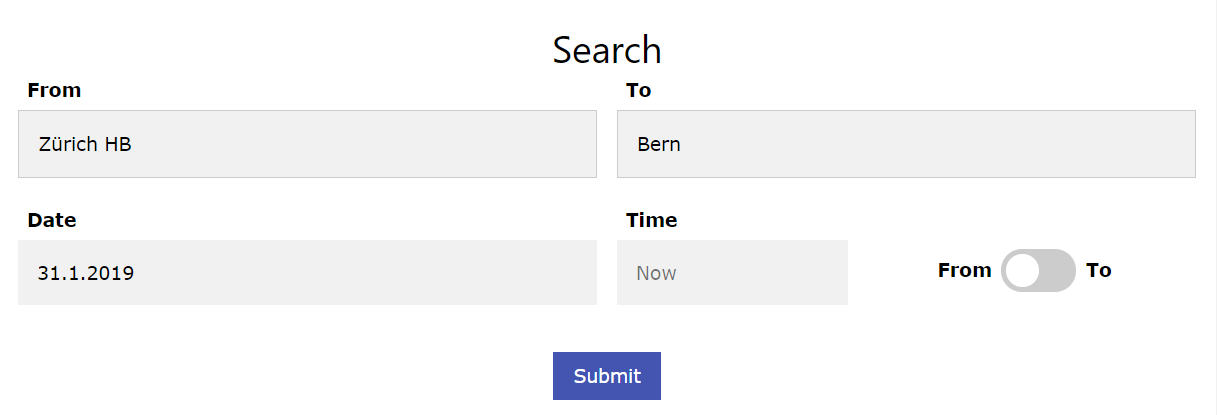 Search
From To
Zürich HB Bern
Date Time
31.1.2019 Now From To
Submit